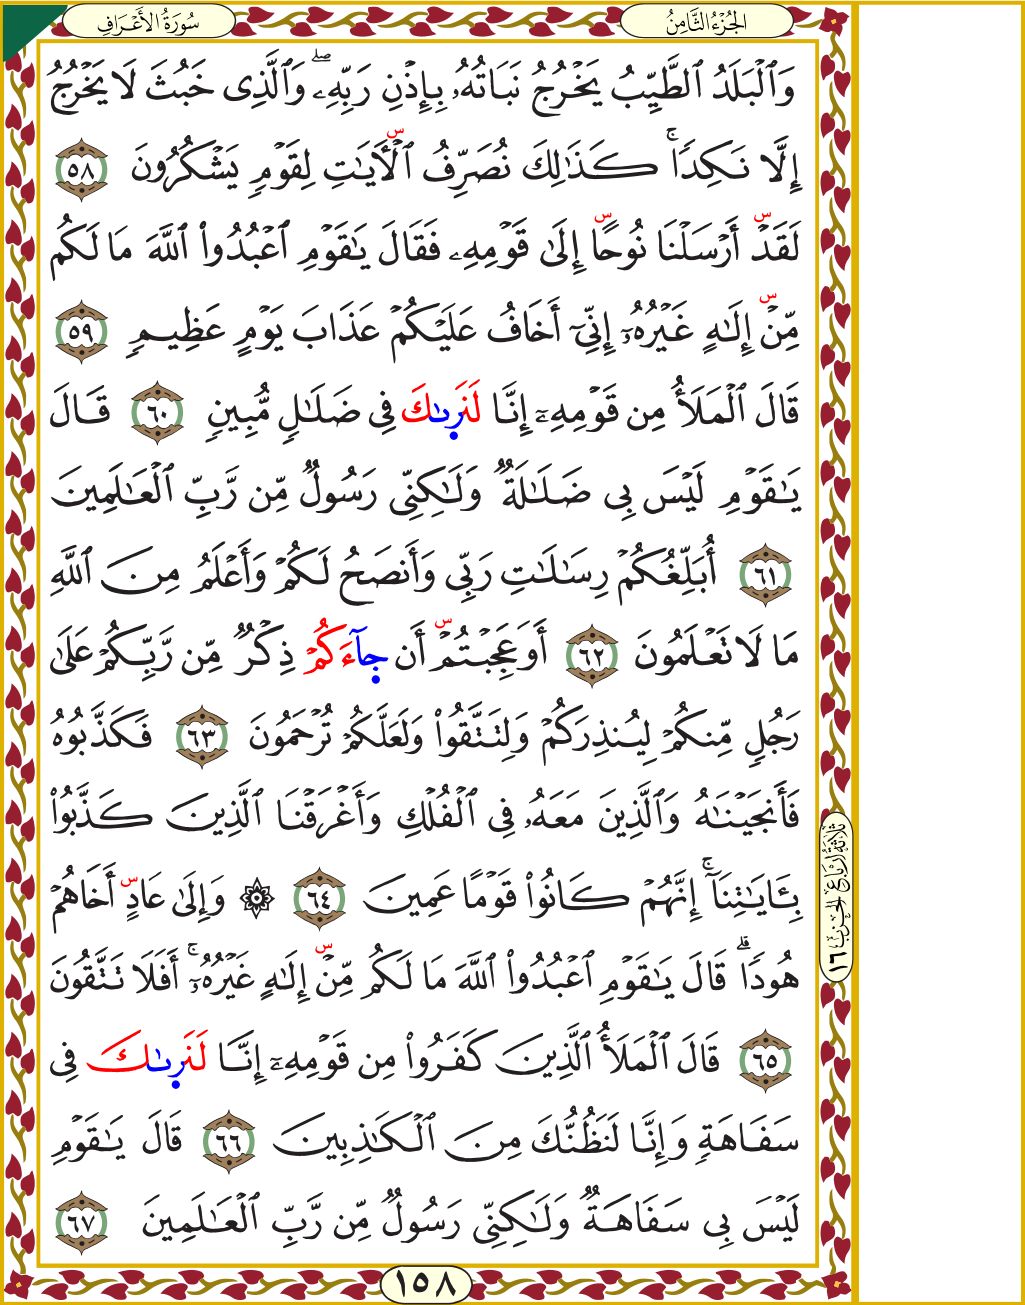 سُورَةُ الأَعْرَافِ
الجُزْءُ الثَّامِنُ
وَٱلْبَلَدُ ٱلطَّيِّبُ يَخْرُجُ نَبَاتُهُۥ بِإِذْنِ رَبِّهِۦۖ وَٱلَّذِى خَبُثَ لَا يَخْرُجُ
إِلَّا نَكِدًاۚ كَذَٰلِكَ نُصَرِّفُ ٱلْأٓيَٰتِ لِقَوْمٍ يَشْكُرُونَ ٥٨
لَقَدْ أَرْسَلْنَا نُوحًا إِلَىٰ قَوْمِهِۦ فَقَالَ يَٰقَوْمِ ٱعْبُدُوا۟ ٱللَّهَ مَا لَكُم
مِّنْ إِلَٰهٍ غَيْرُهُۥٓ إِنِّىٓ أَخَافُ عَلَيْكُمْ عَذَابَ يَوْمٍ عَظِيمٍ ٥٩
قَالَ ٱلْمَلَأُ مِن قَوْمِهِۦٓ إِنَّا لَنَرىٰكَ فِى ضَلَٰلٍ مُّبِينٍ ٦٠ قَالَ
يَٰقَوْمِ لَيْسَ بِى ضَلَٰلَةٌ وَلَٰكِنِّى رَسُولٌ مِّن رَّبِّ ٱلْعَٰلَمِينَ
٦١ أُبَلِّغُكُمْ رِسَٰلَٰتِ رَبِّى وَأَنصَحُ لَكُمْ وَأَعْلَمُ مِنَ ٱللَّهِ
مَا لَا تَعْلَمُونَ ٦٢ أَوَعَجِبْتُمْ أَن جَآءَكُمْ ذِكْرٌ مِّن رَّبِّكُمْ عَلَىٰ
رَجُلٍ مِّنكُمْ لِيُنذِرَكُمْ وَلِتَتَّقُوا۟ وَلَعَلَّكُمْ تُرْحَمُونَ ٦٣ فَكَذَّبُوهُ
فَأَنجَيْنَٰهُ وَٱلَّذِينَ مَعَهُۥ فِى ٱلْفُلْكِ وَأَغْرَقْنَا ٱلَّذِينَ كَذَّبُوا۟
بِـَٔايَٰتِنَآۚ إِنَّهُمْ كَانُوا۟ قَوْمًا عَمِينَ ٦٤ ۞ وَإِلَىٰ عَادٍ أَخَاهُمْ
هُودًاۗ قَالَ يَٰقَوْمِ ٱعْبُدُوا۟ ٱللَّهَ مَا لَكُم مِّنْ إِلَٰهٍ غَيْرُهُۥٓۚ أَفَلَا تَتَّقُونَ
٦٥ قَالَ ٱلْمَلَأُ ٱلَّذِينَ كَفَرُوا۟ مِن قَوْمِهِۦٓ إِنَّا لَنَرىٰكَ فِى
سَفَاهَةٍ وَإِنَّا لَنَظُنُّكَ مِنَ ٱلْكَٰذِبِينَ ٦٦ قَالَ يَٰقَوْمِ
لَيْسَ بِى سَفَاهَةٌ وَلَٰكِنِّى رَسُولٌ مِّن رَّبِّ ٱلْعَٰلَمِينَ ٦٧
ثلاثة أرباع الحزب ١٦
١٥٨